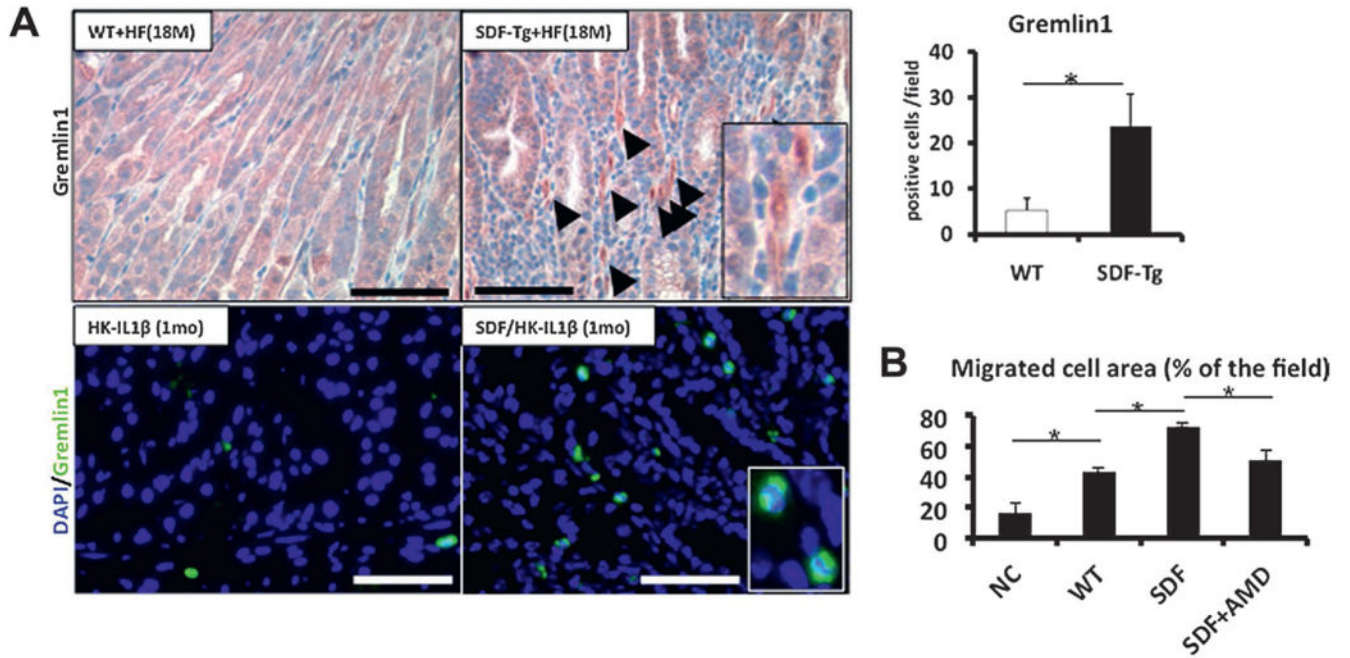 A
WT+HF(18M)
SDF-Tg+HF(18M)
Gremlin1
HK-IL1β (1mo)
SDF/HK-IL1β (1mo)
DAPI/Gremlin1
Gremlin1
positive cells /field
40
30
20
10
0
*
WT
SDF-Tg
B
Migrated cell area (% of the field)
80
60
40
20
0
*
*
*
NC
WT
SDF
SDF+AMD